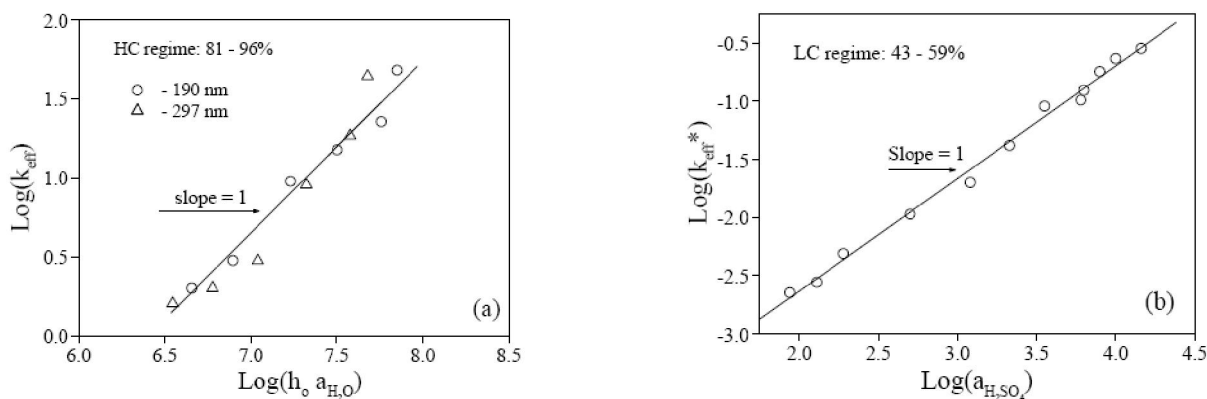 2.0
1.5
1.0
0.5
0.0
Log(k_eff)
HC regime: 81 - 96%
○ - 190 nm
△ - 297 nm
slope = 1
(a)
6.0 6.5 7.0 7.5 8.0 8.5
Log(h_o a_H,O)
-0.5
-1.0
-1.5
-2.0
-2.5
-3.0
Log(k_eff*)
LC regime: 43 - 59%
Slope = 1
(b)
2.0 2.5 3.0 3.5 4.0 4.5
Log(a_H,SO₄)